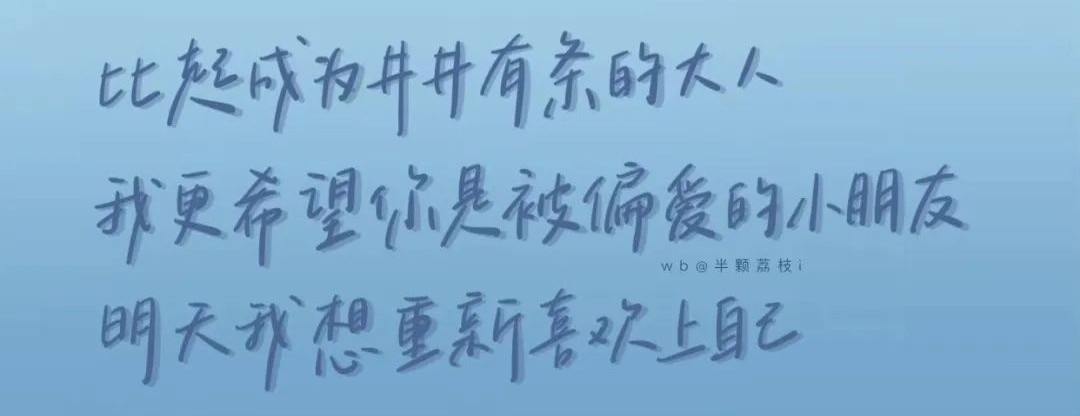 比起成为井井有条的大人
我更希望你是被偏爱的小朋友
wb@半颗荔枝i
明天我想重新喜欢上自己